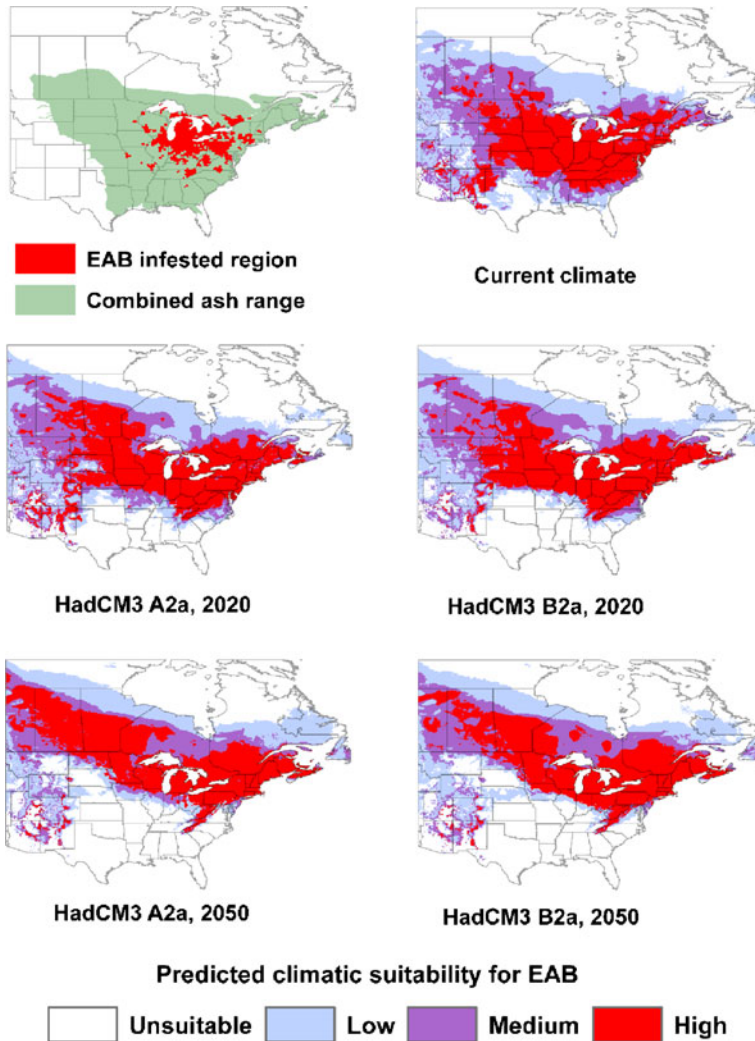 EAB infested region
Combined ash range
Current climate
HadCM3 A2a, 2020
HadCM3 B2a, 2020
HadCM3 A2a, 2050
HadCM3 B2a, 2050
Predicted climatic suitability for EAB
Unsuitable Low Medium High